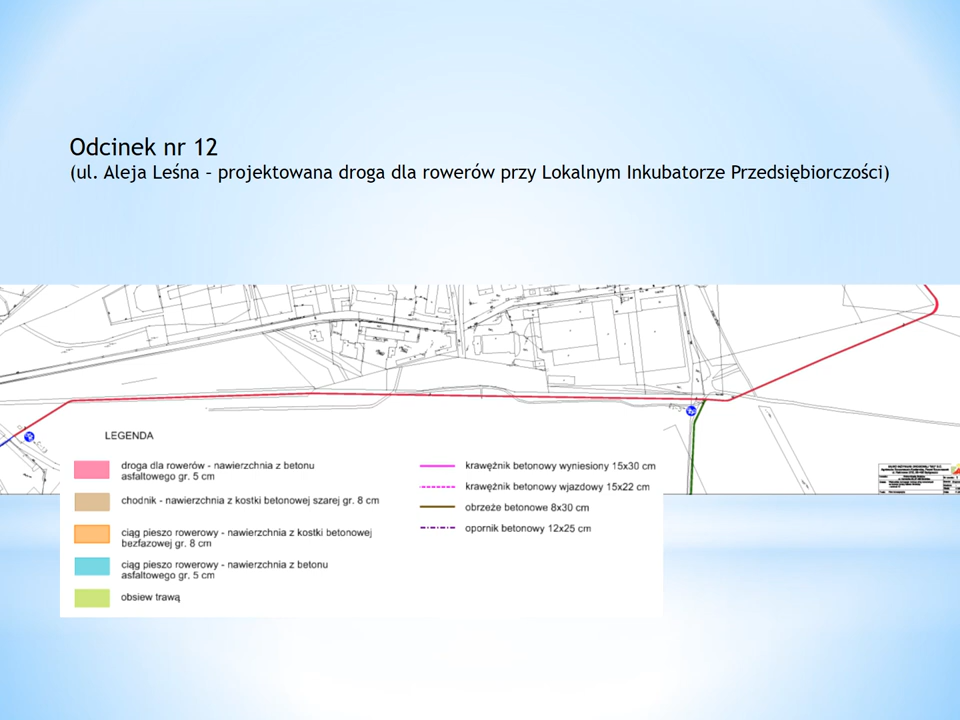 Odcinek nr 12
(ul. Aleja Leśna – projektowana droga dla rowerów przy Lokalnym Inkubatorze Przedsiębiorczości)
LEGENDA
droga dla rowerów - nawierzchnia z betonu
asfaltowego gr. 5 cm
chodnik - nawierzchnia z kostki betonowej szarej gr. 8 cm
ciąg pieszo rowerowy - nawierzchnia z kostki betonowej
bezfazowej gr. 8 cm
ciąg pieszo rowerowy - nawierzchnia z betonu
asfaltowego gr. 5 cm
obsiew trawą
krawężnik betonowy wyniesiony 15x30 cm
krawężnik betonowy wjazdowy 15x22 cm
obrzeże betonowe 8x30 cm
opornik betonowy 12x25 cm